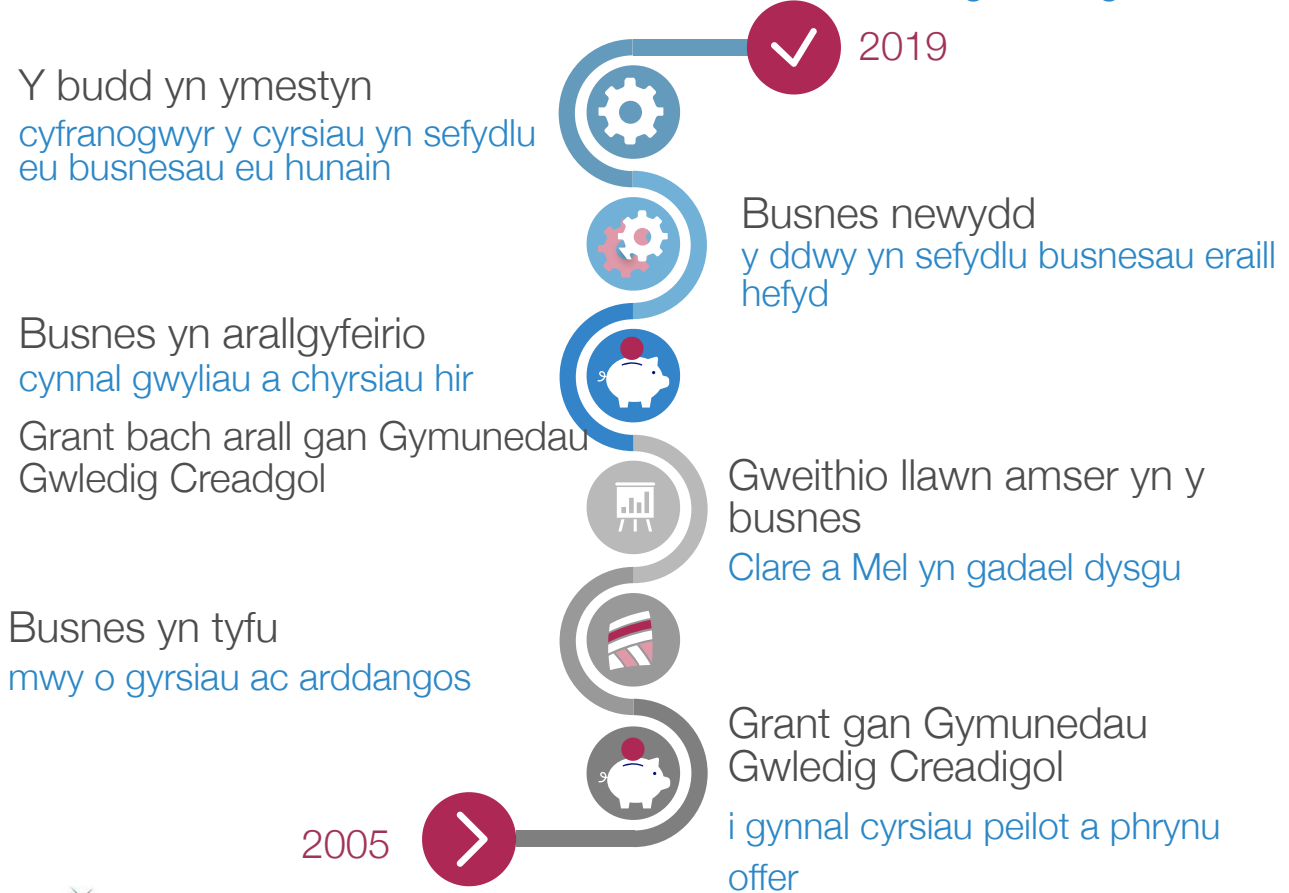 2019
Y budd yn ymestyn
cyfranogwyr y cyrsiau yn sefydlu
eu busnesau eu hunain
Busnes newydd
y ddwy yn sefydlu busnesau eraill
hefyd
Busnes yn arallgyfeirio
cynnal gwyliau a chyrsiau hir
Grant bach arall gan Gymunedau
Gwledig Creadgol
Gweithio llawn amser yn y
busnes
Clare a Mel yn gadael dysgu
Busnes yn tyfu
mwy o gyrsiau ac arddangos
Grant gan Gymunedau
Gwledig Creadigol
i gynnal cyrsiau peilot a phrynu
offer
2005